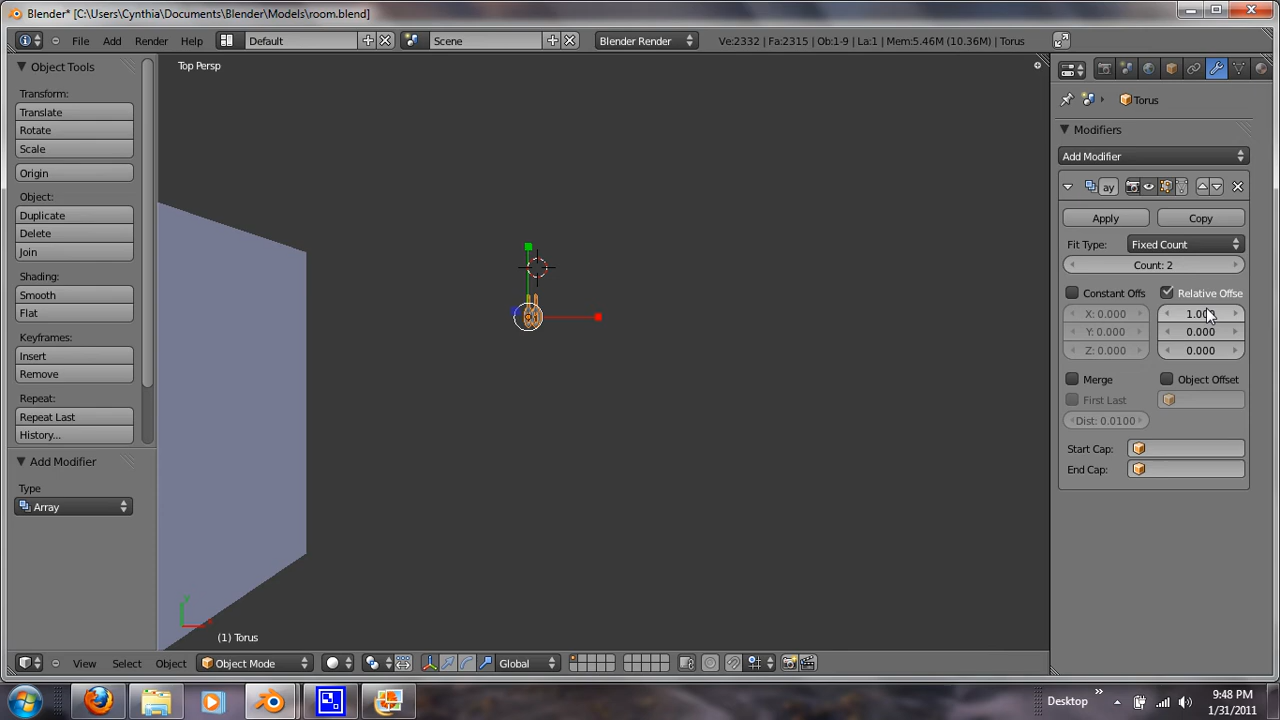 Blender* [C:\Users\Cynthia\Documents\Blender\Models\room.blend]
File Add Render Help Default Scene Blender Render Ve:2332 | Fa:2315 | Ob:1-9 | La:1 | Mem:5.46M (10.36M) | Torus
Object Tools
Transform:
Translate
Rotate
Scale
Origin
Object:
Duplicate
Delete
Join
Shading:
Smooth
Flat
Keyframes:
Insert
Remove
Repeat:
Repeat Last
History...
Add Modifier
Type
Array
Top Persp
(1) Torus
View Select Object Object Mode Global
Torus
Modifiers
Add Modifier
ay
Apply Copy
Fit Type: Fixed Count
Count: 2
Constant Offs Relative Offse
X: 0.000 1.000
Y: 0.000 0.000
Z: 0.000 0.000
Merge Object Offset
First Last
Dist: 0.0100
Start Cap:
End Cap:
Desktop
9:48 PM
1/31/2011